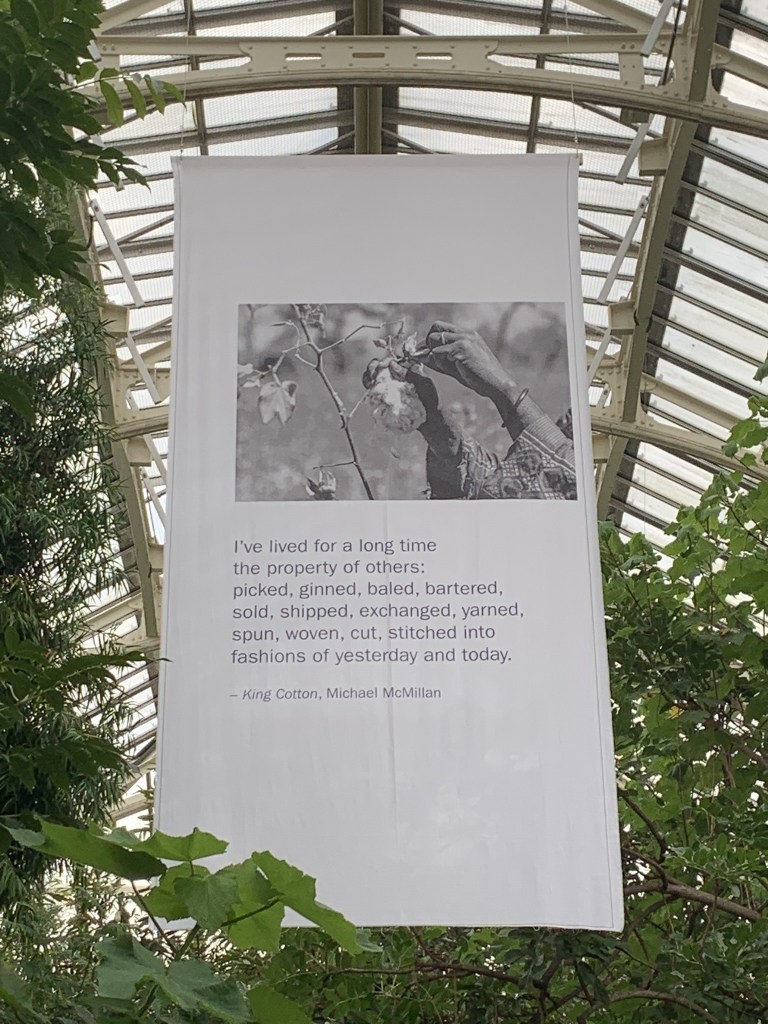 I've lived for a long time
the property of others:
picked, ginned, baled, bartered,
sold, shipped, exchanged, yarned,
spun, woven, cut, stitched into
fashions of yesterday and today.
– King Cotton, Michael McMillan